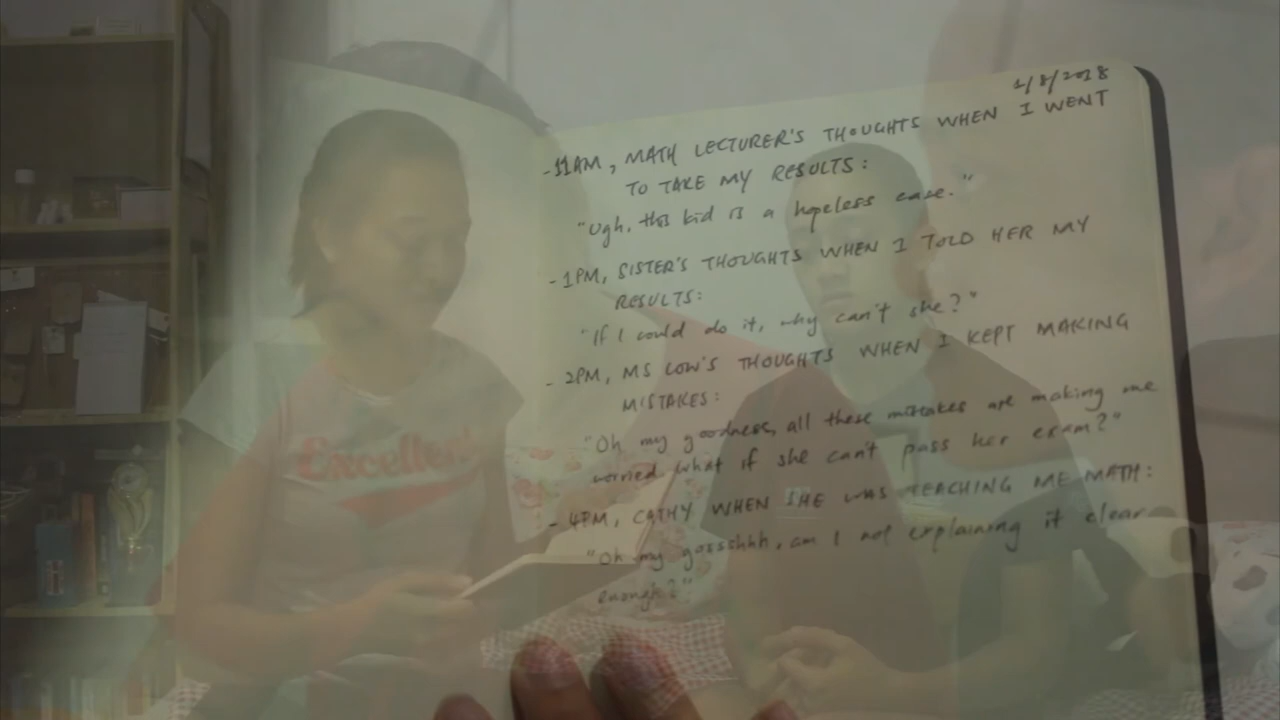 1/8/2018
-11AM, MATH LECTURER'S THOUGHTS WHEN I WENT
TO TAKE MY RESULTS:
"Ugh, this kid is a hopeless case."
-1PM, SISTER'S THOUGHTS WHEN I TOLD HER MY
RESULTS:
"If I could do it, why can't she?"
- 2PM, MS LOW'S THOUGHTS WHEN I KEPT MAKING
MISTAKES:
"Oh my goodness, all these mistakes are making me
worried what if she can't pass her exam?"
- 4PM, CATHY WHEN SHE WAS TEACHING ME MATH:
"Oh my gossshhh, am I not explaining it clear
enough?"
Excellent